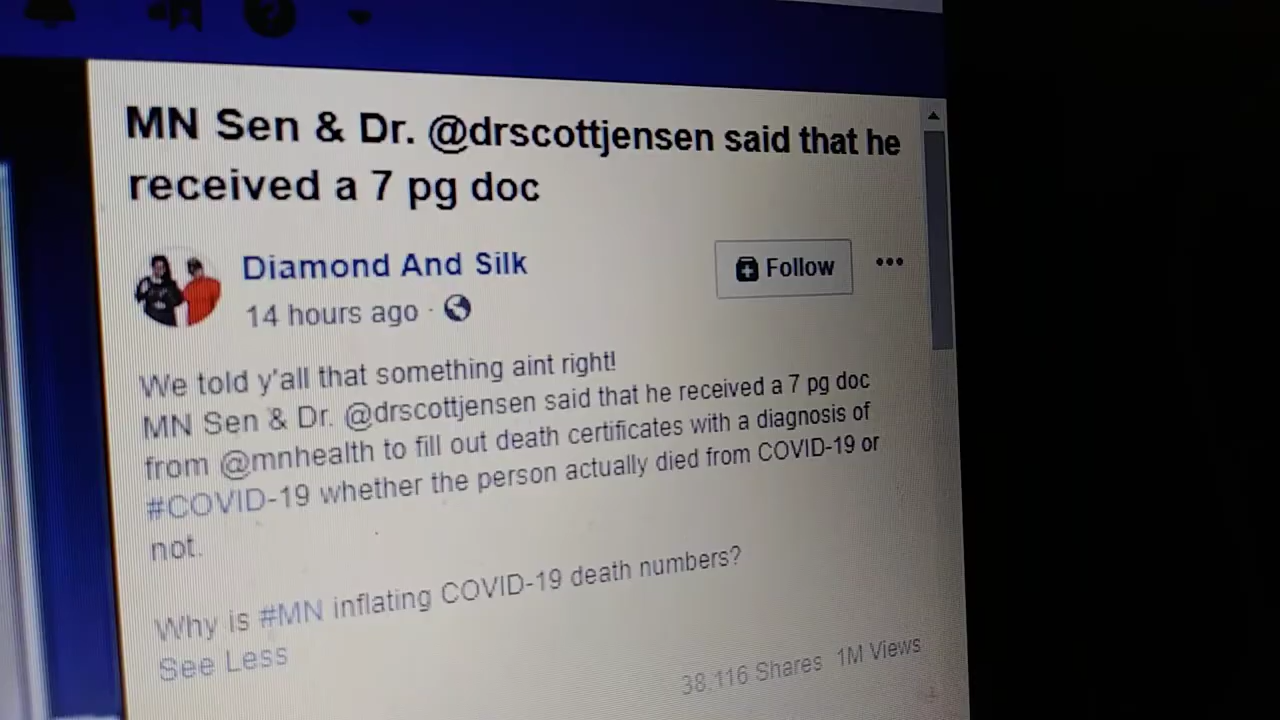 MN Sen & Dr. @drscottjensen said that he
received a 7 pg doc
Diamond And Silk
Follow
14 hours ago ·
We told y'all that something aint right!
MN Sen & Dr. @drscottjensen said that he received a 7 pg doc
from @mnhealth to fill out death certificates with a diagnosis of
#COVID-19 whether the person actually died from COVID-19 or
not.
Why is #MN inflating COVID-19 death numbers?
See Less
38,116 Shares 1M Views